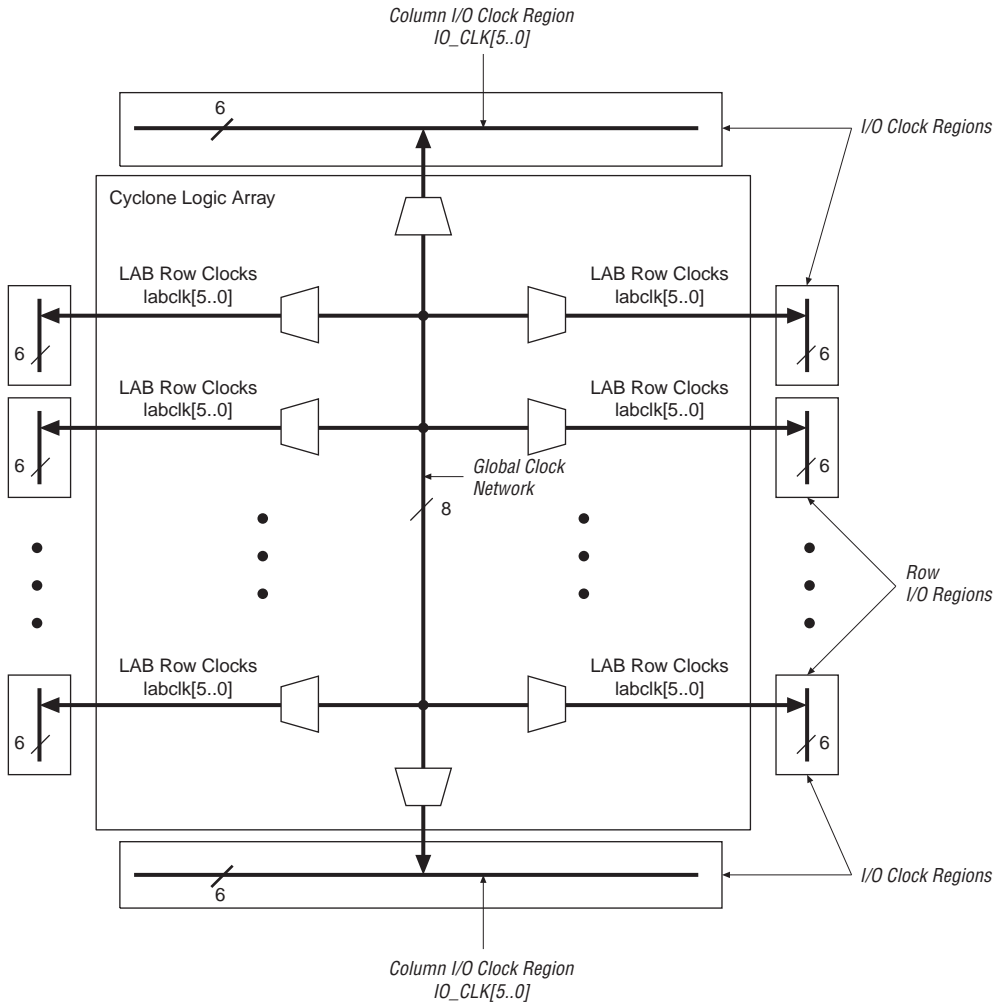 Column I/O Clock Region
IO_CLK[5..0]
6
I/O Clock Regions
Cyclone Logic Array
LAB Row Clocks
labclk[5..0]
LAB Row Clocks
labclk[5..0]
6
6
LAB Row Clocks
labclk[5..0]
LAB Row Clocks
labclk[5..0]
6
6
Global Clock
Network
8
Row
I/O Regions
LAB Row Clocks
labclk[5..0]
LAB Row Clocks
labclk[5..0]
6
6
6
I/O Clock Regions
Column I/O Clock Region
IO_CLK[5..0]